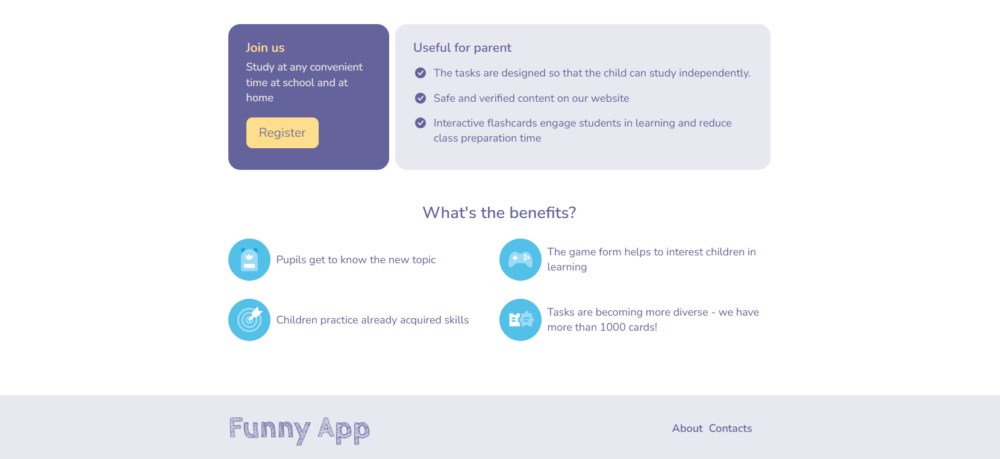 Join us
Study at any convenient
time at school and at
home
Register
Useful for parent
The tasks are designed so that the child can study independently.
Safe and verified content on our website
Interactive flashcards engage students in learning and reduce
class preparation time
What's the benefits?
Pupils get to know the new topic
The game form helps to interest children in
learning
Children practice already acquired skills
Tasks are becoming more diverse - we have
more than 1000 cards!
Funny App
About Contacts